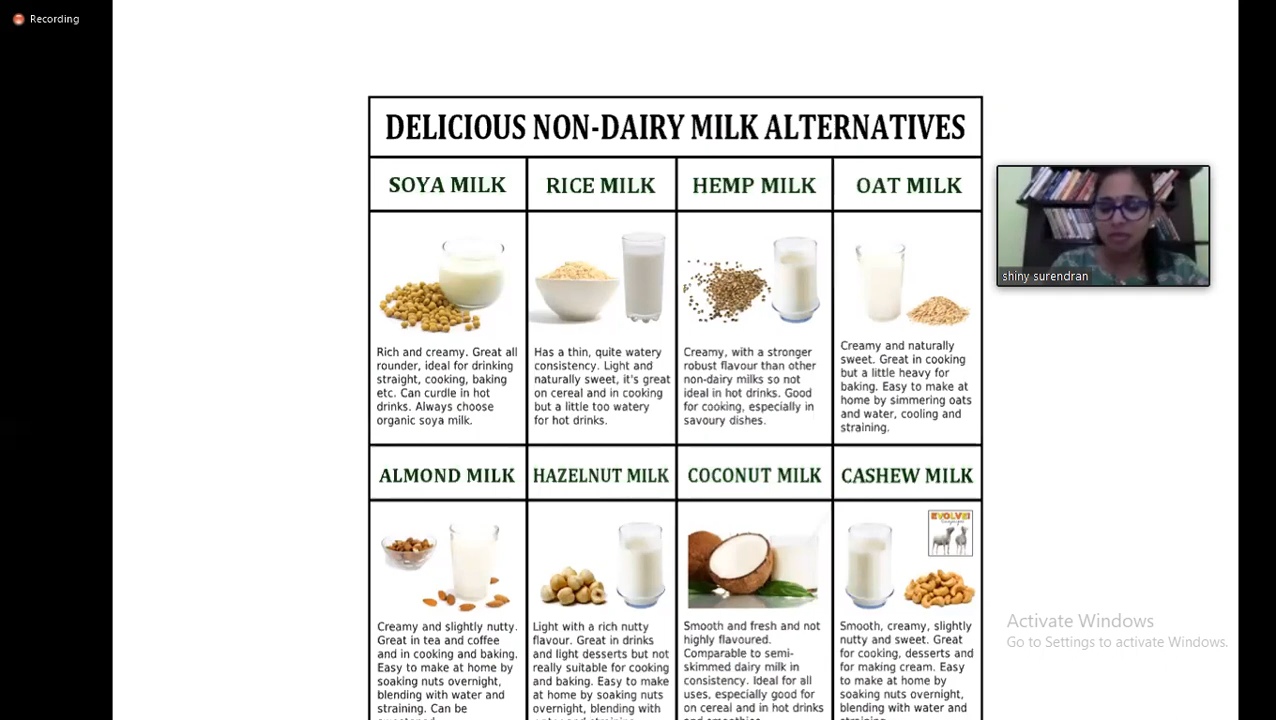 Recording
DELICIOUS NON-DAIRY MILK ALTERNATIVES
SOYA MILK
RICE MILK
HEMP MILK
OAT MILK
Rich and creamy. Great all
rounder, ideal for drinking
straight, cooking, baking
etc. Can curdle in hot
drinks. Always choose
organic soya milk.
Has a thin, quite watery
consistency. Light and
naturally sweet, it's great
on cereal and in cooking
but a little too watery
for hot drinks.
Creamy, with a stronger
robust flavour than other
non-dairy milks so not
ideal in hot drinks. Good
for cooking, especially in
savoury dishes.
Creamy and naturally
sweet. Great in cooking
but a little heavy for
baking. Easy to make at
home by simmering oats
and water, cooling and
straining.
shiny surendran
ALMOND MILK
HAZELNUT MILK
COCONUT MILK
CASHEW MILK
EVOLVE!
Creamy and slightly nutty.
Great in tea and coffee
and in cooking and baking.
Easy to make at home by
soaking nuts overnight,
blending with water and
straining. Can be
Light with a rich nutty
flavour. Great in drinks
and light desserts but not
really suitable for cooking
and baking. Easy to make
at home by soaking nuts
overnight, blending with
Smooth and fresh and not
highly flavoured.
Comparable to semi-
skimmed dairy milk in
consistency. Ideal for all
uses, especially good for
on cereal and in hot drinks
Smooth, creamy, slightly
nutty and sweet. Great
for cooking, desserts and
for making cream. Easy
to make at home by
soaking nuts overnight,
blending with water and
Activate Windows
Go to Settings to activate Windows.